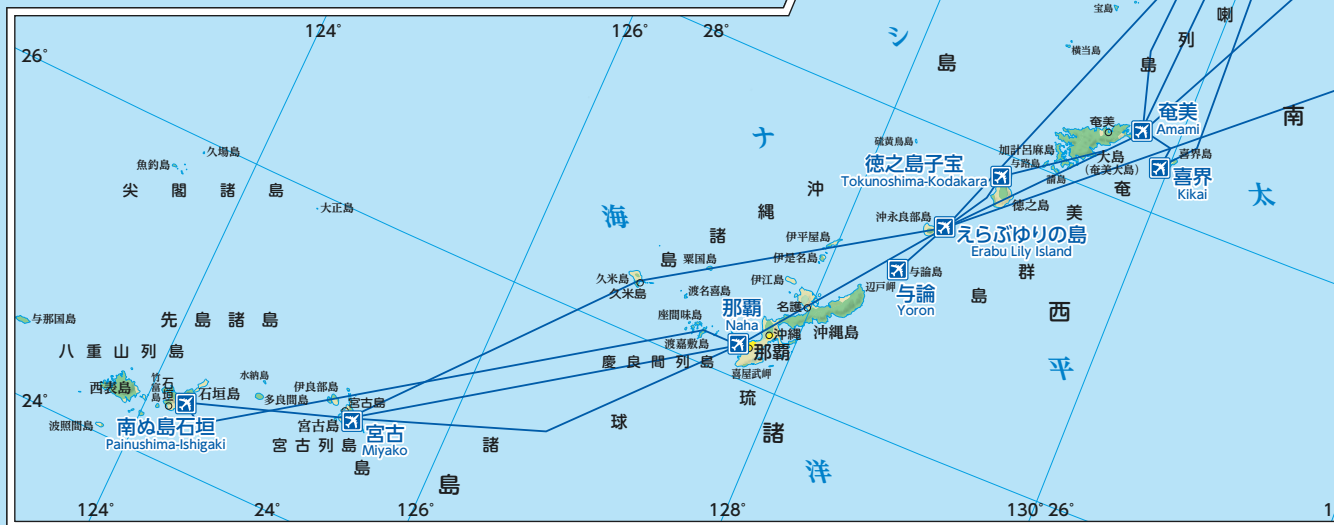 124°
126°
28°
26°
宝島
喇
列
島
シ
島
横当島
ナ
海
南
太
西
平
洋
奄美
奄美
Amami
硫黄鳥島
加計呂麻島
与路島
請島
大島
(奄美大島)
喜界島
喜界
Kikai
徳之島子宝
Tokunoshima-Kodakara
徳之島
奄
美
群
島
沖永良部島
えらぶゆりの島
Erabu Lily Island
与論島
与論
Yoron
辺戸岬
久場島
魚釣島
尖閣諸島
大正島
沖
縄
諸
島
伊平屋島
伊是名島
粟国島
伊江島
久米島
久米島
渡名喜島
座間味島
渡嘉敷島
慶良間列島
那覇
Naha
名護
沖縄
沖縄島
那覇
喜屋武岬
与那国島
先島諸島
八重山列島
西表島
竹富島
石垣
石垣島
水納島
多良間島
伊良部島
宮古島
宮古島
波照間島
南ぬ島石垣
Painushima-Ishigaki
宮古
Miyako
宮古列島
島
諸
球
琉
諸
島
24°
124°
24°
126°
128°
130°
26°